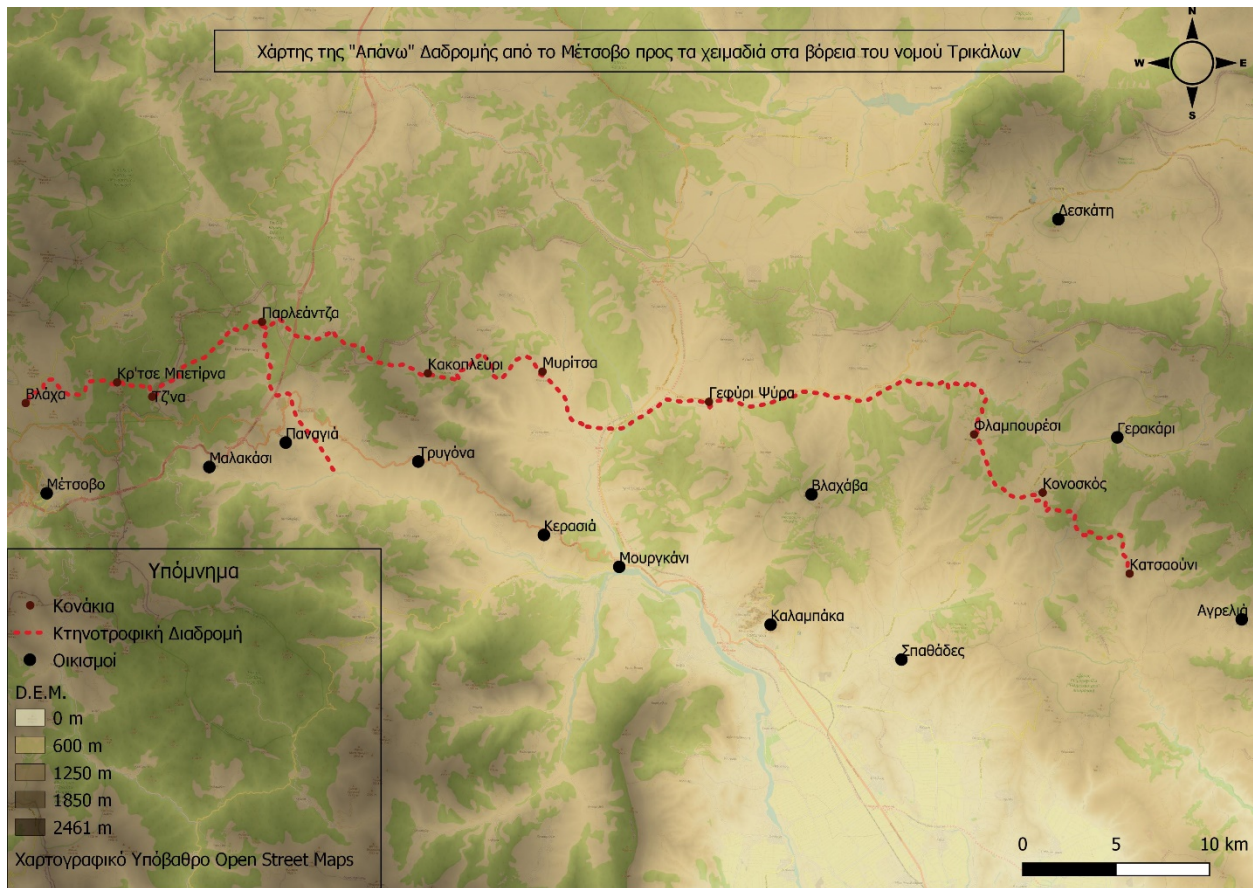 Χάρτης της "Απάνω" Δαδρομής από το Μέτσοβο προς τα χειμαδιά στα βόρεια του νομού Τρικάλων
N
W E
S
Δεσκάτη
Παρλεάντζα
Κρ'τσε Μπετίρνα
Κακοπλεύρι
Μυρίτσα
Βλάχα
Τζ'να
Γεφύρι Ψύρα
Φλαμπουρέσι
Γερακάρι
Παναγιά
Τρυγόνα
Μαλακάσι
Μέτσοβο
Βλαχάβα
Κονοσκός
Κερασιά
Μουργκάνι
Κατσαούνι
Καλαμπάκα
Αγρελιά
Σπαθάδες
Υπόμνημα
Κονάκια
Κτηνοτροφική Διαδρομή
Οικισμοί
D.E.M.
0 m
600 m
1250 m
1850 m
2461 m
Χαρτογραφικό Υπόβαθρο Open Street Maps
0 5 10 km